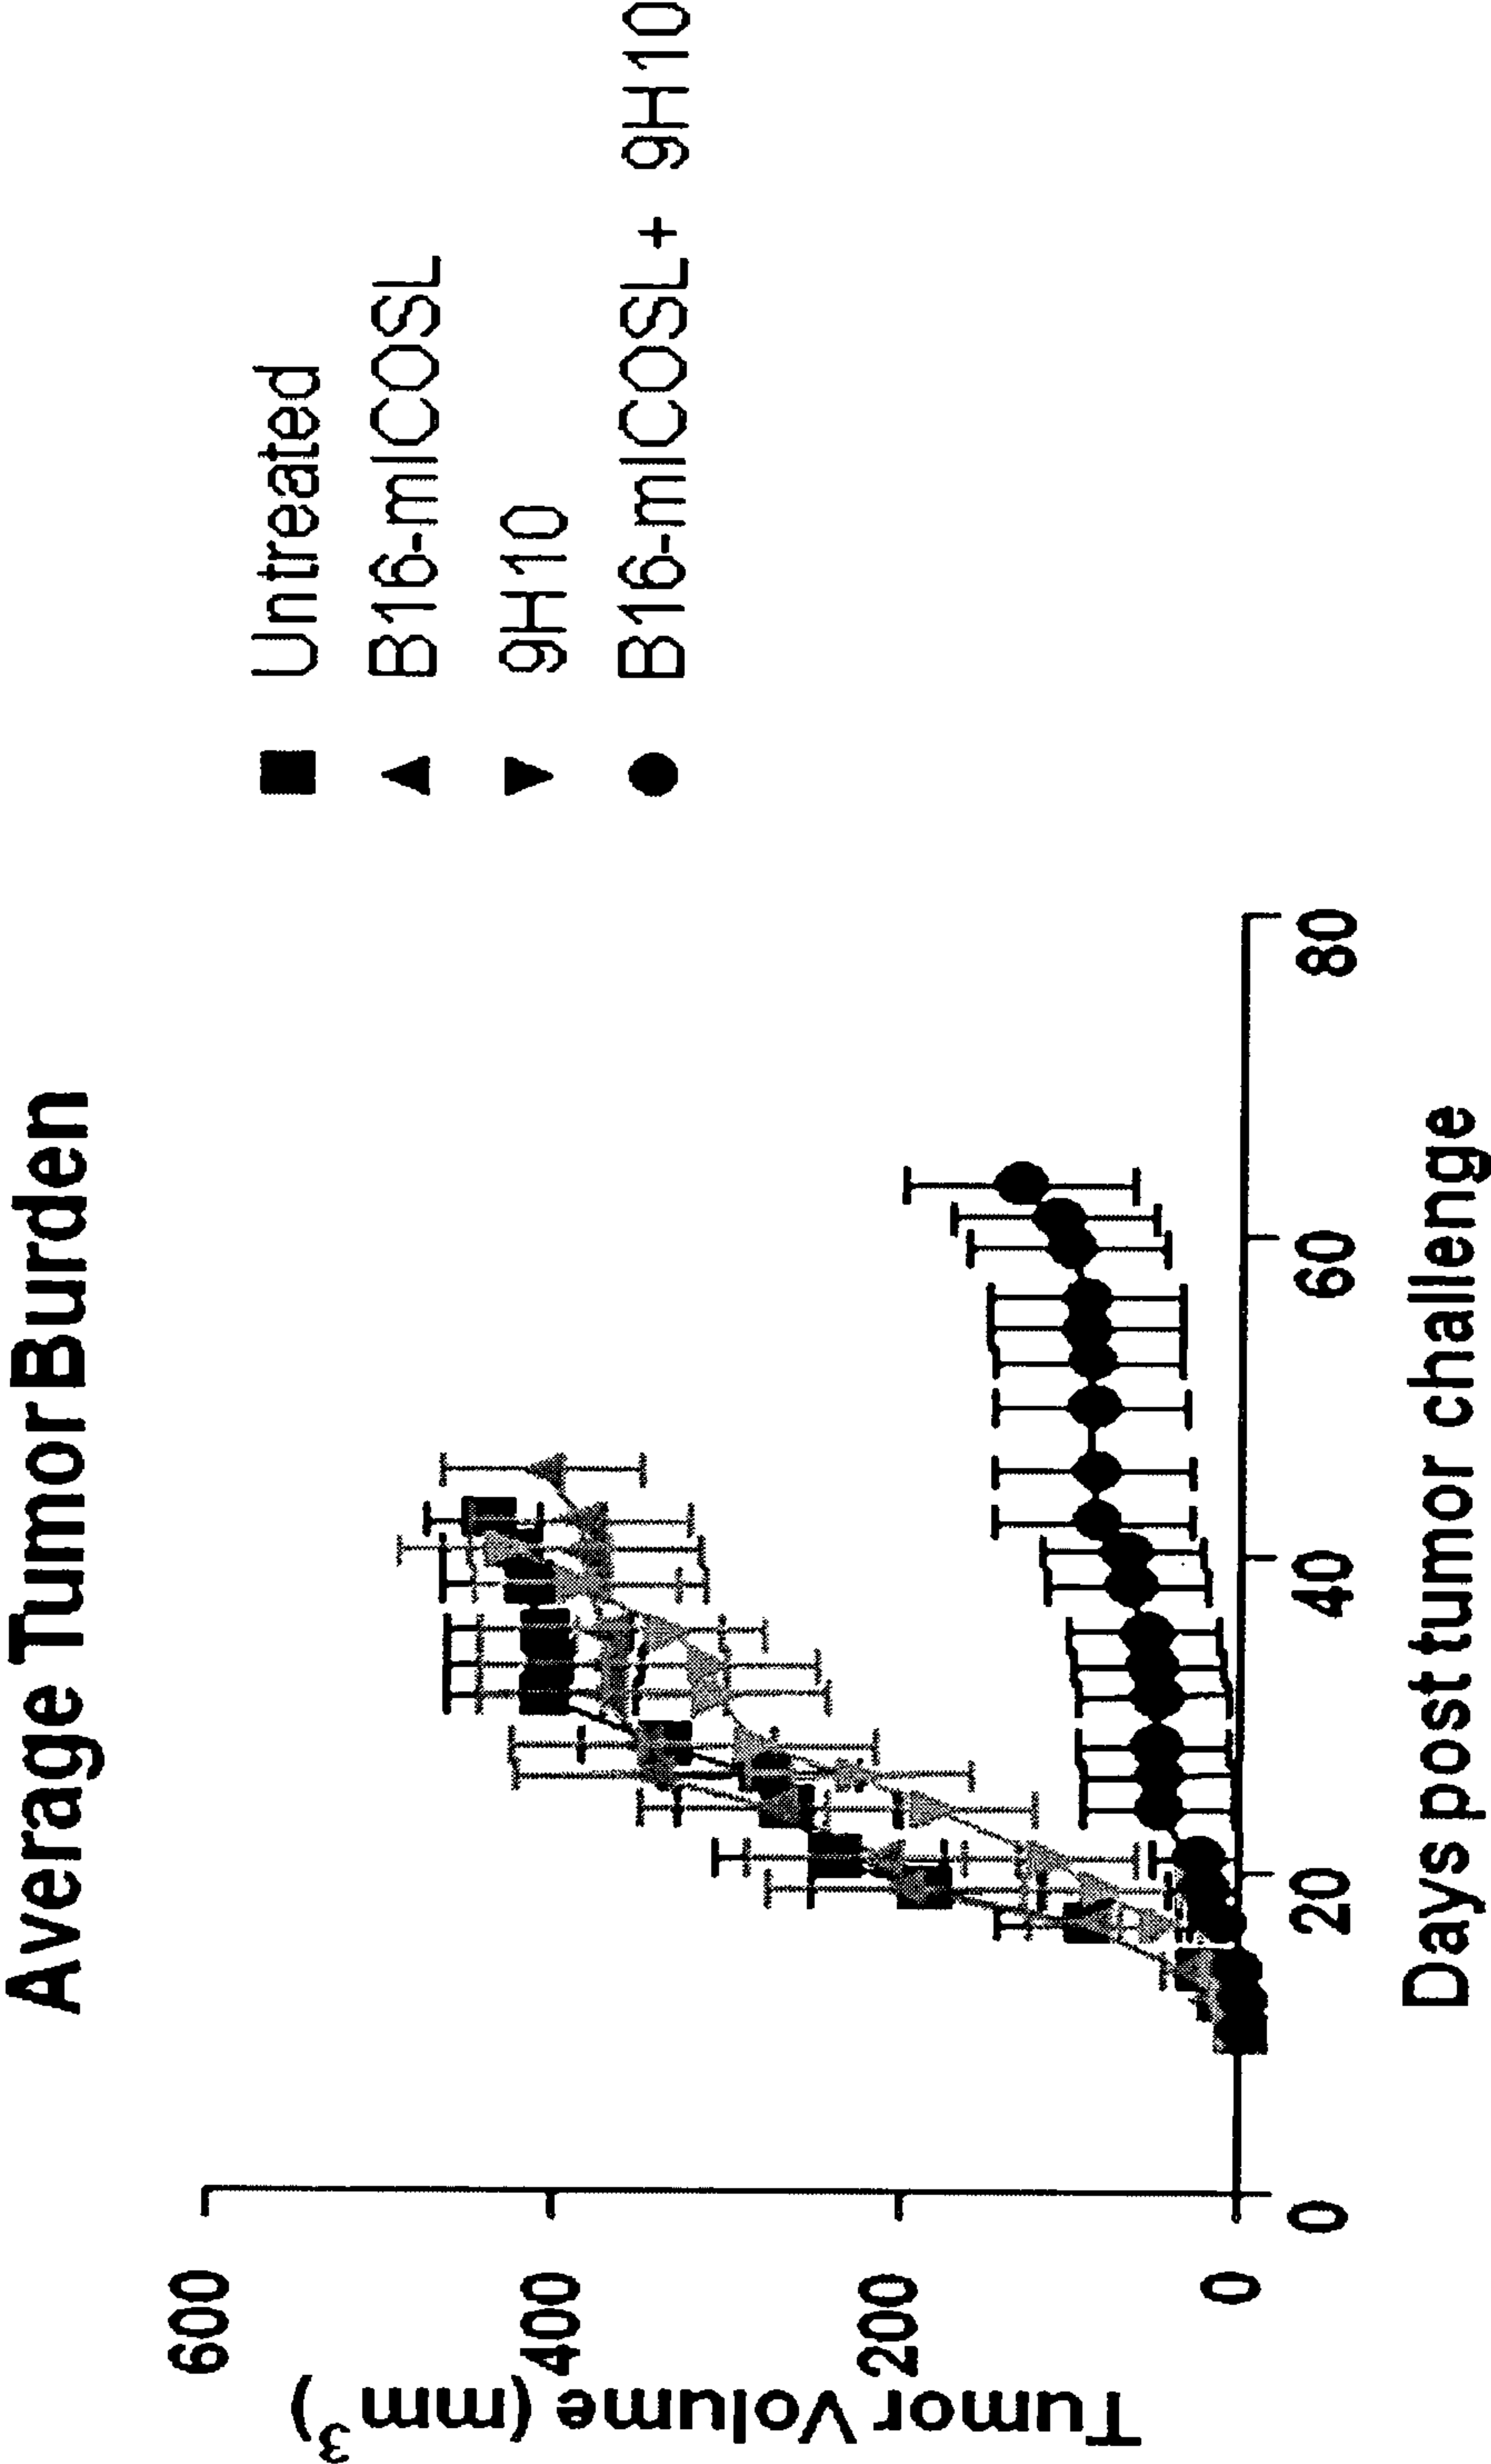 Average Tumor Burden
Untreated
B16-mICOSL
9H10
B16-mICOSL+ 9H10
Tumor Volume (mm³)
600
400
200
0
0
20
40
60
80
Days post tumor challenge